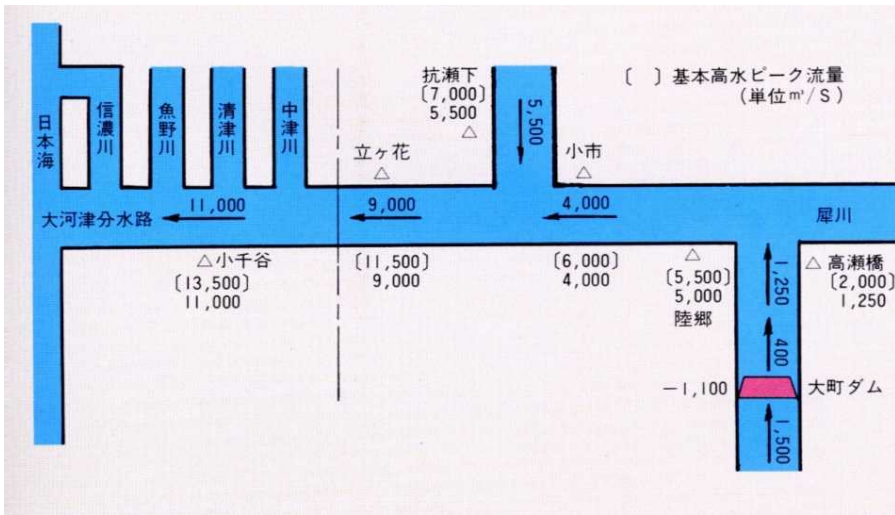 〔 〕基本高水ピーク流量
(単位m³/S)
日本海
信濃川
魚野川
清津川
中津川
抗瀬下
〔7,000〕
5,500
△
5,500
立ヶ花
△
小市
△
大河津分水路
11,000
9,000
4,000
犀川
△小千谷
〔13,500〕
11,000
〔11,500〕
9,000
〔6,000〕
4,000
△
〔5,500〕
5,000
陸郷
1,250
△高瀬橋
〔2,000〕
1,250
400
−1,100
大町ダム
1,500